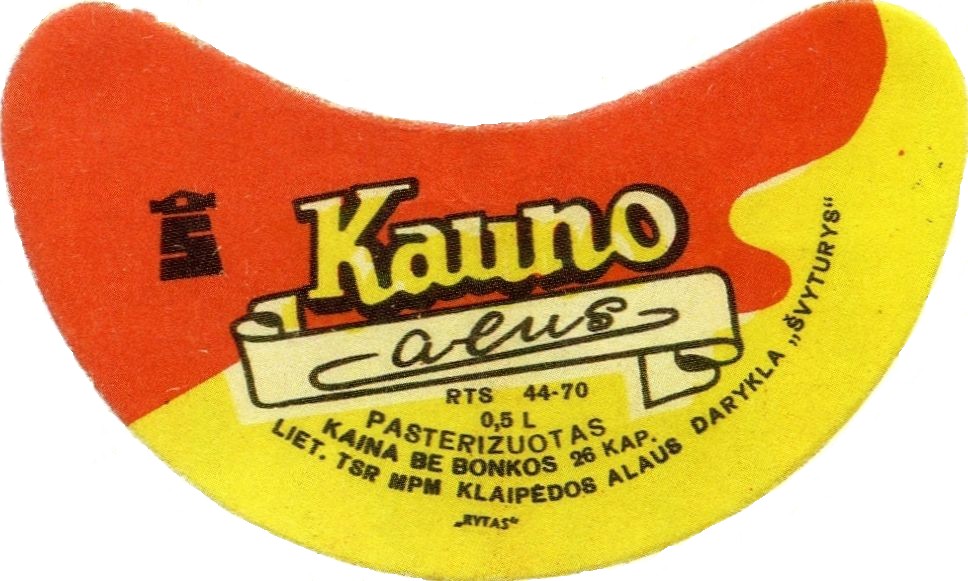 Kauno
alus
RTS 44-70
0,5 L
PASTERIZUOTAS
KAINA BE BONKOS 26 KAP.
LIET. TSR MPM KLAIPĖDOS ALAUS DARYKLA „ŠVYTURYS“
„RYTAS“